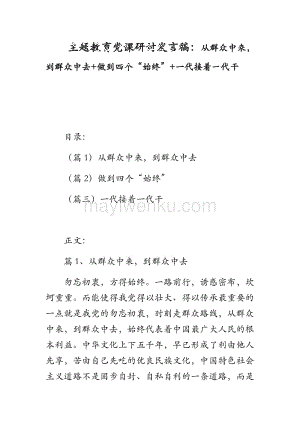 主题教育党课研讨发言稿：从群众中来，
到群众中去+做到四个“始终”+一代接着一代干
目录：
（篇1）从群众中来，到群众中去
（篇2）做到四个“始终”
（篇三）一代接着一代干
mayiwenku.com
正文：
篇1、从群众中来，到群众中去
勿忘初衷，方得始终。一路前行，诱惑密布，坎
坷重重。而能使得我党得以壮大、得以传承最重要的
一点就是我党的勿忘初衷，时刻走群众路线，从群众
中来，到群众中去，始终代表着中国最广大人民的根
本利益。中华文化上下五千年，早已形成了利由他人
先享，苦由自己先吃的优良民族文化，中国特色社会
主义道路不是固步自封、自私自利的一条道路，而是